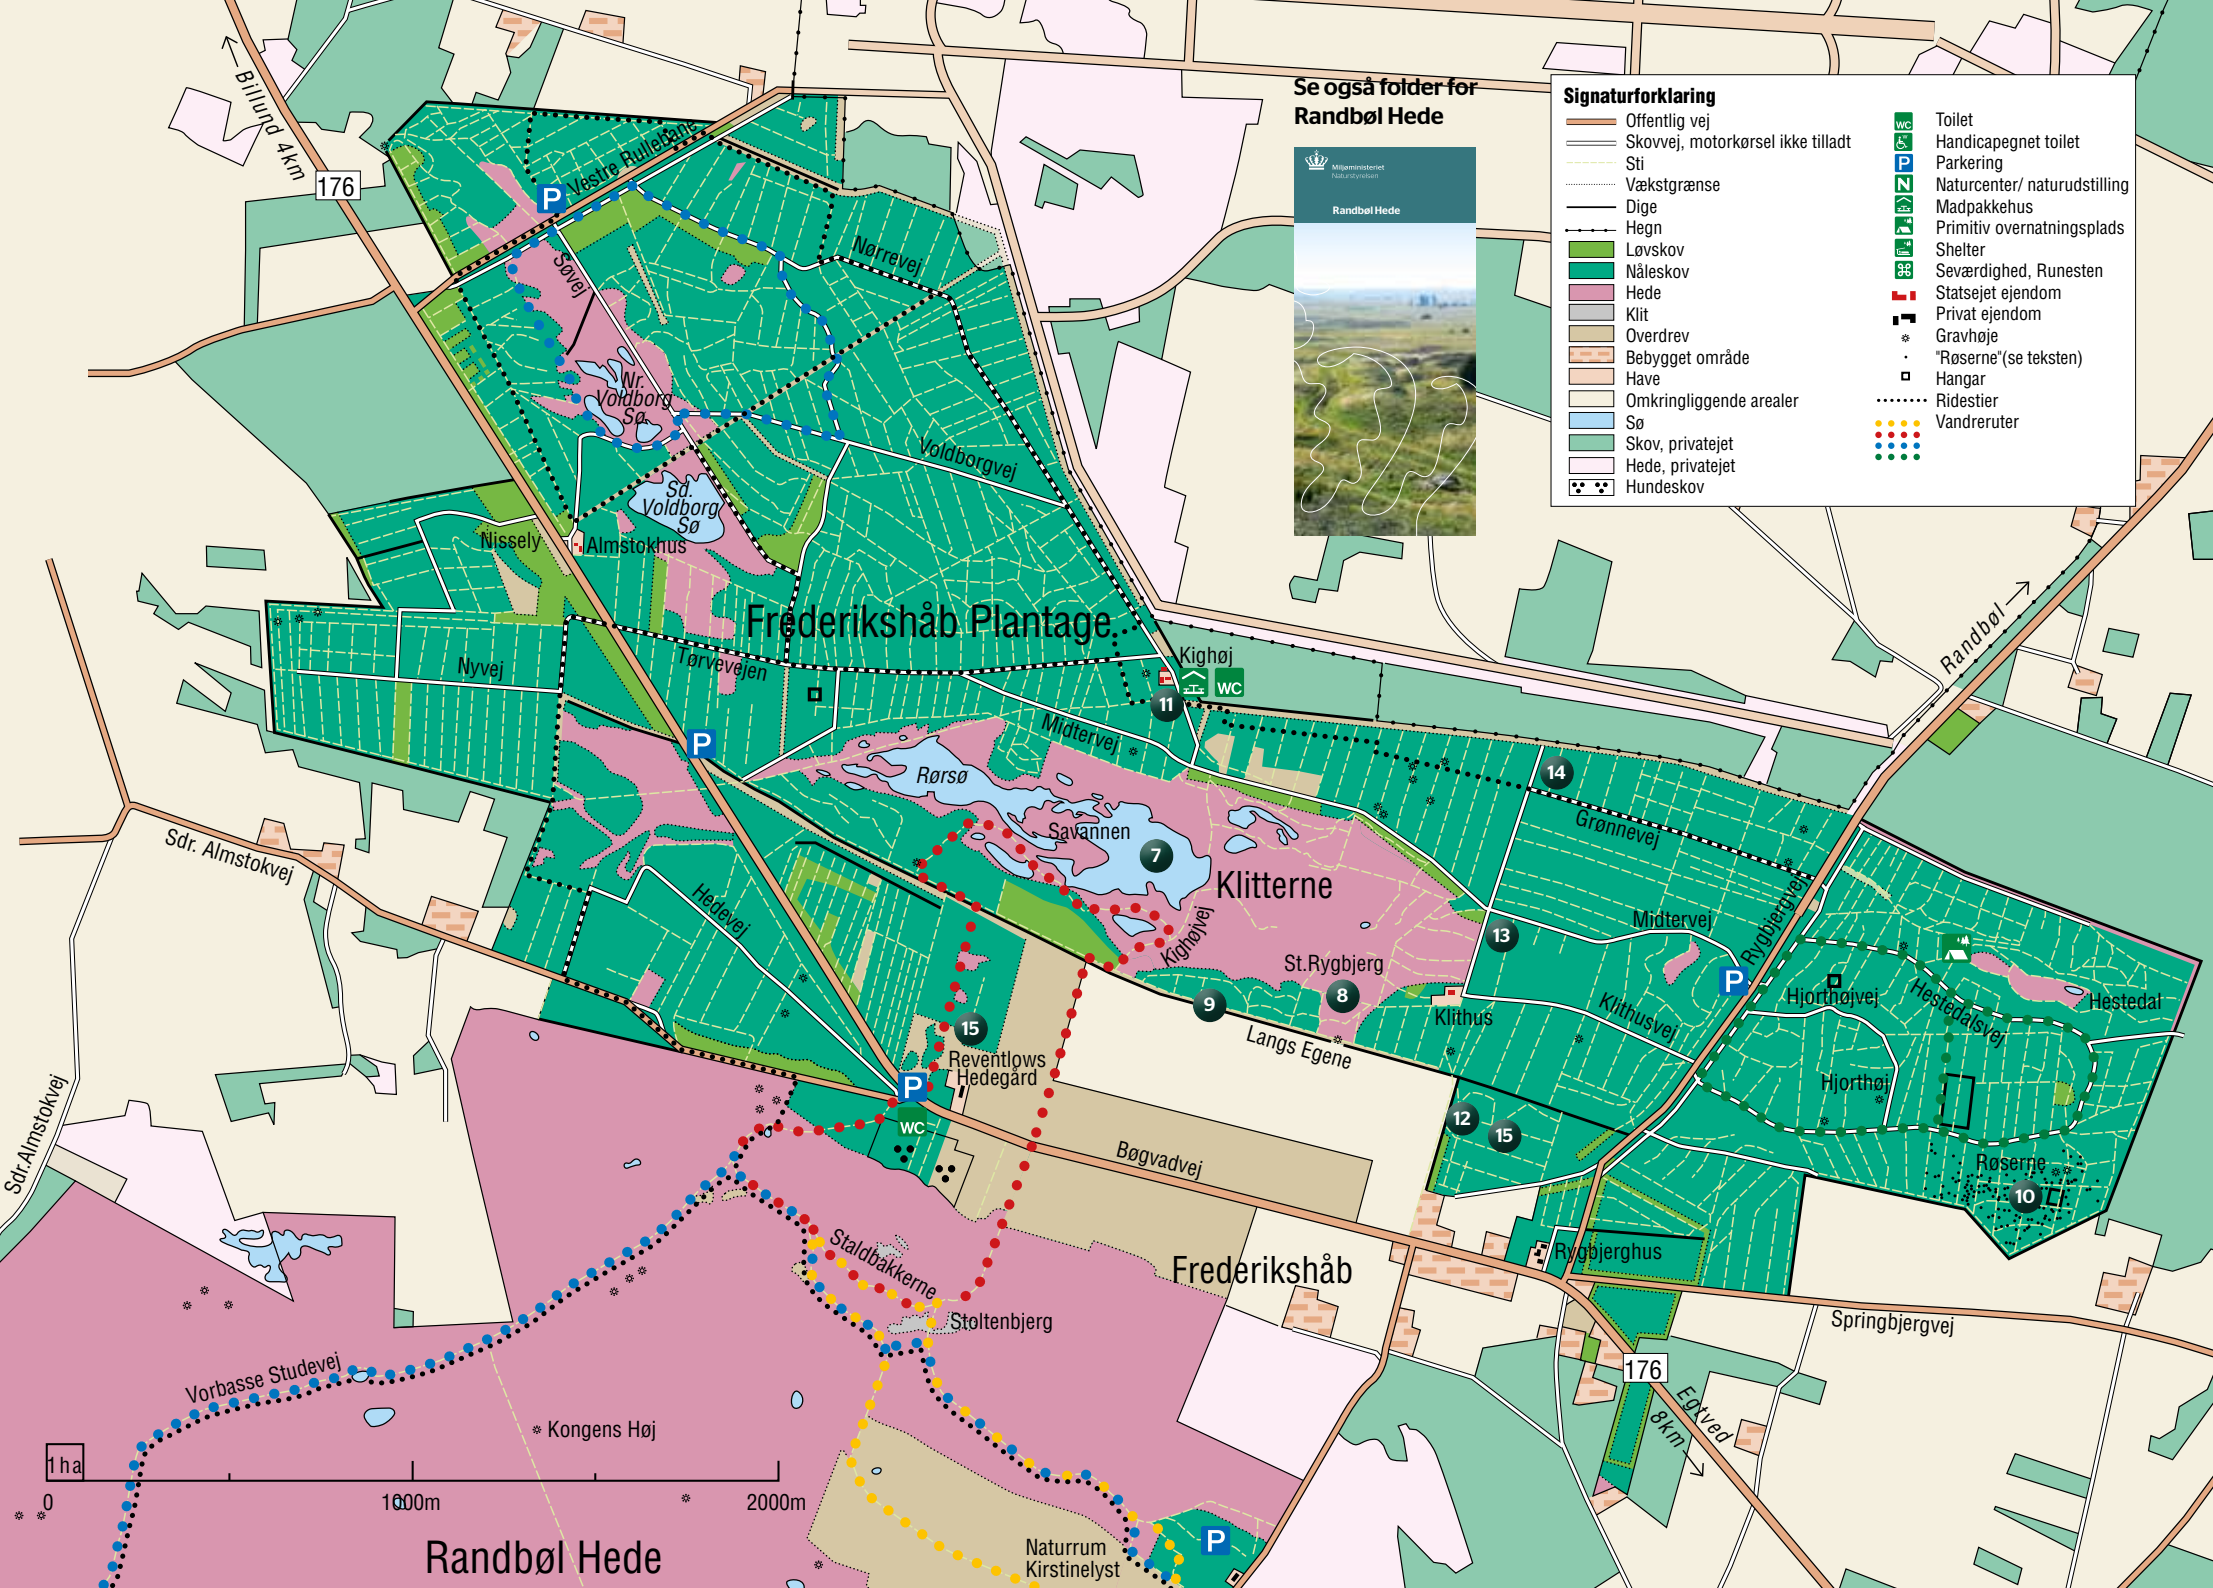 Se også folder for
Randbøl Hede
Miljøministeriet
Naturstyrelsen
Randbøl Hede
Signaturforklaring
Offentlig vej
Skovvej, motorkørsel ikke tilladt
Sti
Vækstgrænse
Dige
Hegn
Løvskov
Nåleskov
Hede
Klit
Overdrev
Bebygget område
Have
Omkringliggende arealer
Sø
Skov, privatejet
Hede, privatejet
Hundeskov
WC
Toilet
Handicapegnet toilet
P
Parkering
N
Naturcenter/ naturudstilling
Madpakkehus
Primitiv overnatningsplads
Shelter
Seværdighed, Runesten
Statsejet ejendom
Privat ejendom
Gravhøje
"Røserne"(se teksten)
Hangar
Ridestier
Vandreruter
Billund 4km
176
P
Vestre Rullebane
Søvej
Nørrevej
Nr.
Voldborg
Sø
Voldborgvej
Sd.
Voldborg
Sø
Nissely
Almstokhus
Frederikshåb Plantage
Nyvej
Tørvevejen
Kighøj
WC
11
Randbøl
P
Midtervej
Rørsø
14
Grønnevej
Savannen
7
Klitterne
Sdr. Almstokvej
Hedevej
Kighøjvej
13
Midtervej
Rygbjergvej
P
St.Rygbjerg
8
9
Klithus
Klithusvej
Hjorthøjvej
Hestedalsvej
Hestedal
Langs Egene
15
Reventlows
Hedegård
P
WC
Hjorthøj
Sdr.Almstokvej
12
15
Bøgvadvej
Røserne
10
Rygbjerghus
Staldbakkerne
Frederikshåb
Stoltenbjerg
Springbjergvej
176
Egtved
8km
Vorbasse Studevej
Kongens Høj
1ha
0
1000m
2000m
Randbøl Hede
Naturrum
Kirstinelyst
P